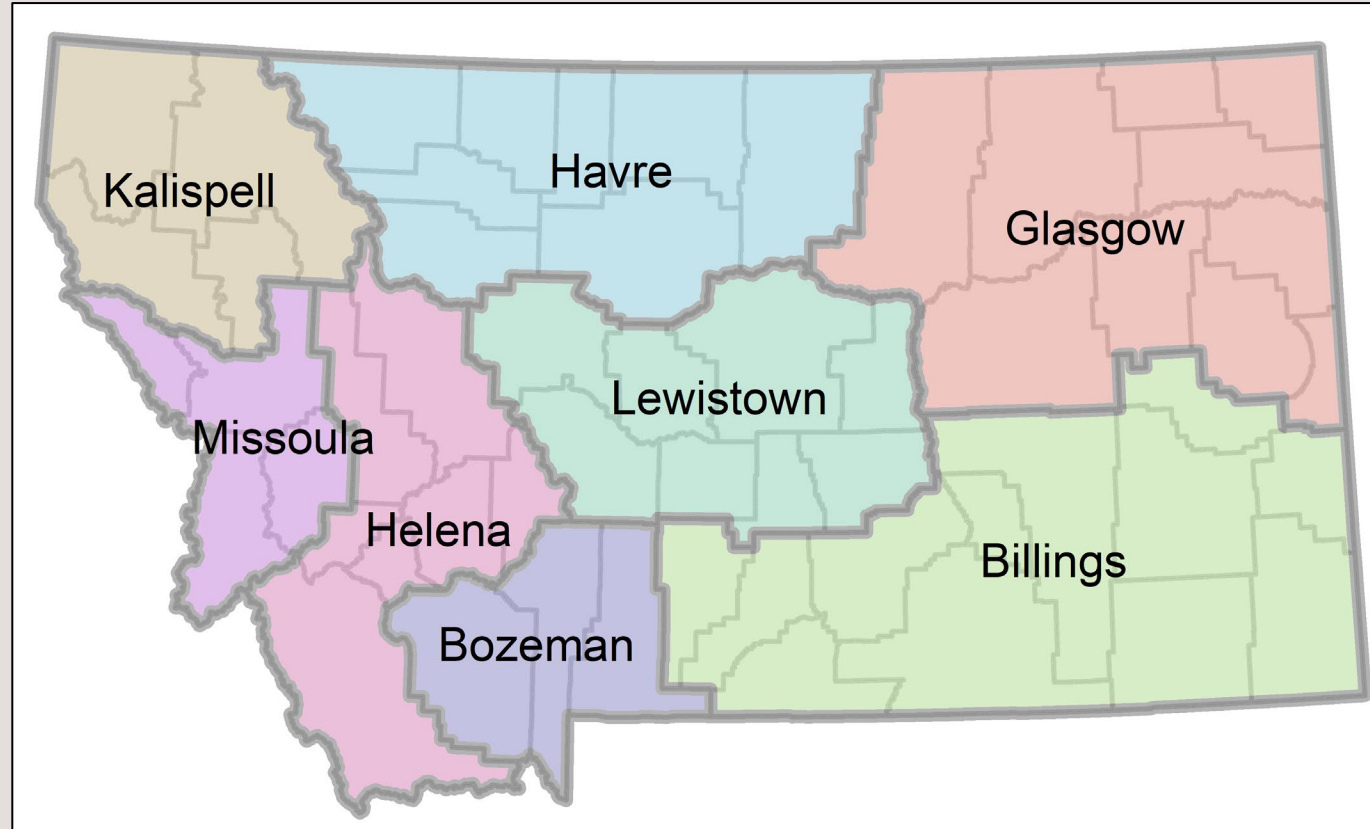 Havre
Kalispell
Glasgow
Lewistown
Missoula
Helena
Billings
Bozeman